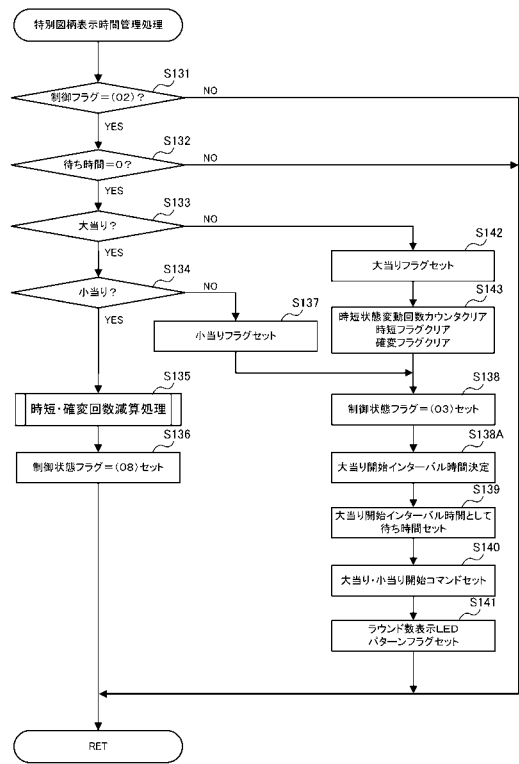 特別図柄表示時間管理処理
S131
制御フラグ=(02)?
NO
YES
S132
待ち時間=0?
NO
YES
S133
大当り?
NO
YES
S142
大当りフラグセット
S134
小当り?
NO
YES
S143
時短状態変動回数カウンタクリア
時短フラグクリア
確変フラグクリア
S137
小当りフラグセット
S135
時短・確変回数減算処理
S138
制御状態フラグ=(03)セット
S136
制御状態フラグ=(08)セット
S138A
大当り開始インターバル時間決定
S139
大当り開始インターバル時間として
待ち時間セット
S140
大当り・小当り開始コマンドセット
S141
ラウンド数表示LED
パターンフラグセット
RET